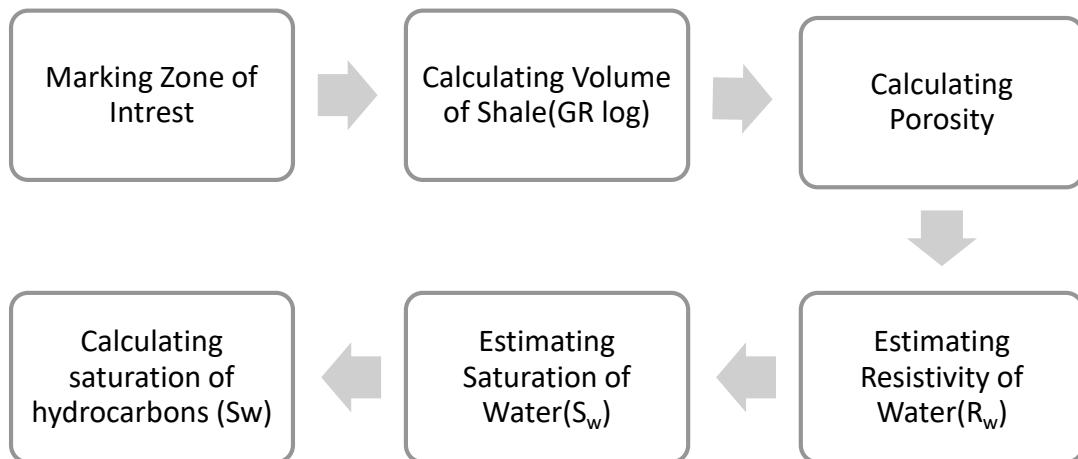 Marking Zone of
Intrest
Calculating Volume
of Shale(GR log)
Calculating
Porosity
Estimating
Resistivity of
Water(Rw)
Estimating
Saturation of
Water(Sw)
Calculating
saturation of
hydrocarbons (Sw)